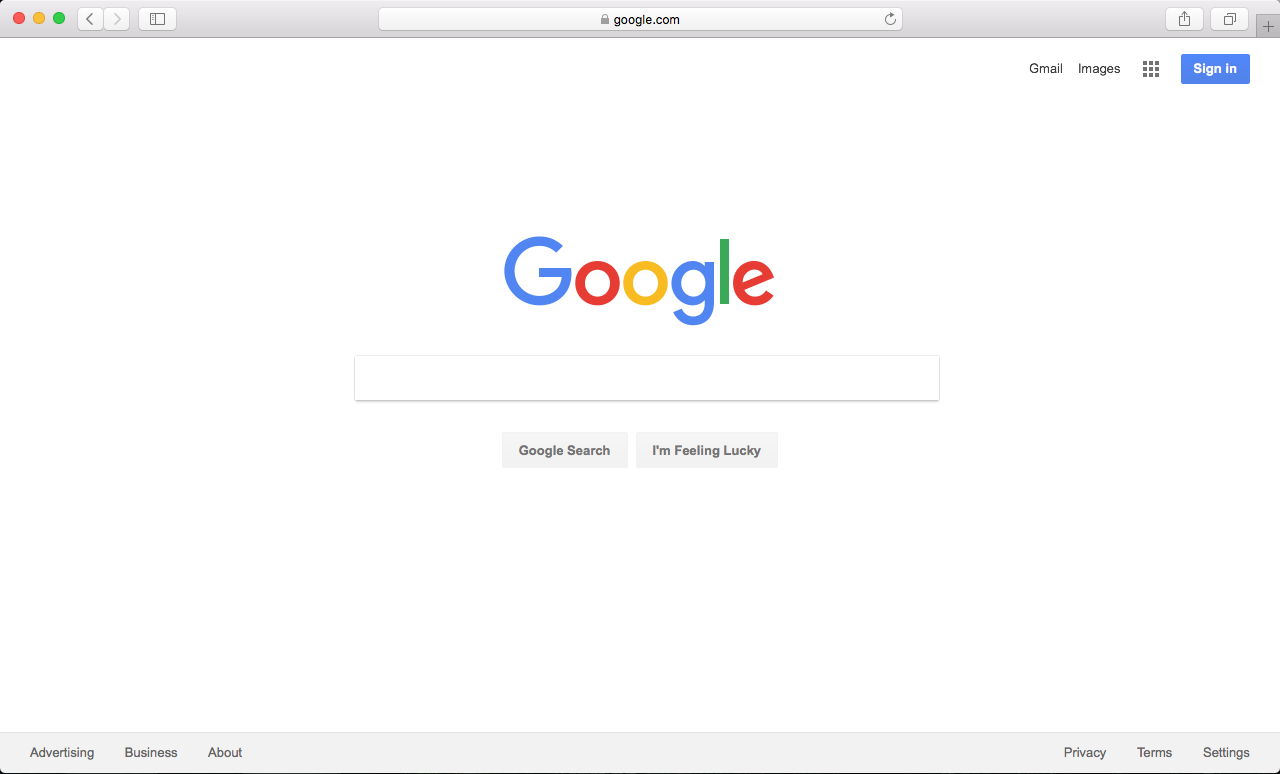 google.com
Gmail Images Sign in
Google
Google Search I'm Feeling Lucky
Advertising Business About Privacy Terms Settings